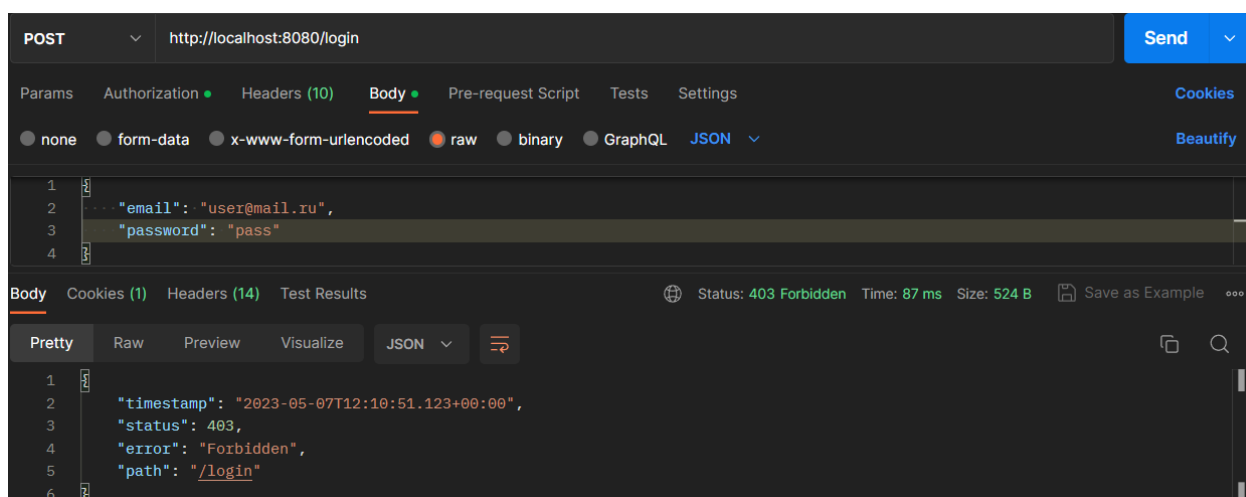 POST http://localhost:8080/login Send
Params Authorization Headers (10) Body Pre-request Script Tests Settings Cookies
none form-data x-www-form-urlencoded raw binary GraphQL JSON Beautify
1 {
2 "email": "user@mail.ru",
3 "password": "pass"
4 }
Body Cookies (1) Headers (14) Test Results Status: 403 Forbidden Time: 87 ms Size: 524 B Save as Example
Pretty Raw Preview Visualize JSON
1 {
2 "timestamp": "2023-05-07T12:10:51.123+00:00",
3 "status": 403,
4 "error": "Forbidden",
5 "path": "/login"
6 }